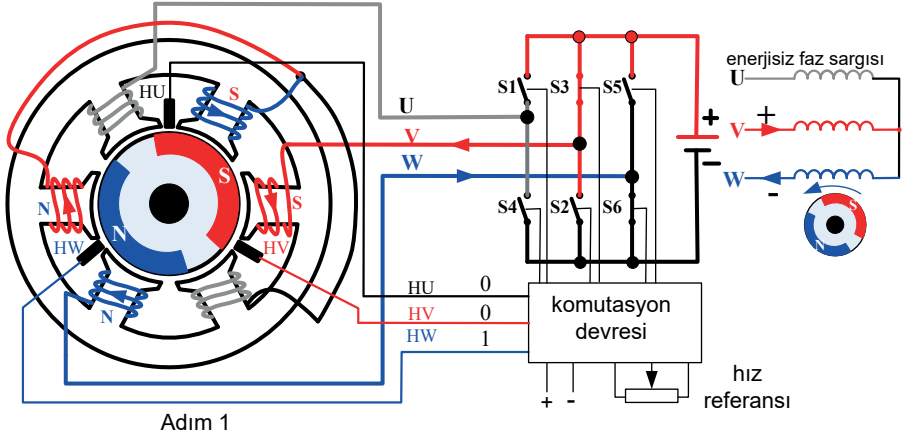 U
HU
S
V
W
N
S
HW
HV
S
N
N
S1
S3
S5
S4
S2
S6
+
−
enerjisiz faz sargısı
U
V
+
W
-
S
N
HU 0
HV 0
HW 1
komutasyon
devresi
+ -
hız
referansı
Adım 1